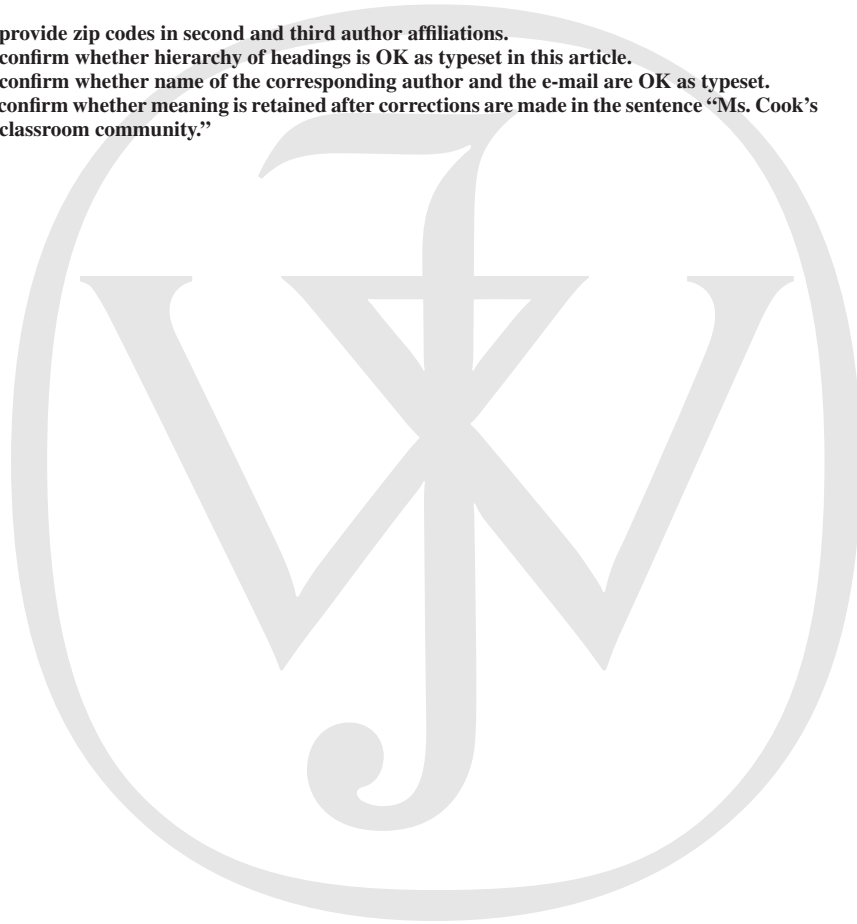 provide zip codes in second and third author affiliations.
confirm whether hierarchy of headings is OK as typeset in this article.
confirm whether name of the corresponding author and the e-mail are OK as typeset.
confirm whether meaning is retained after corrections are made in the sentence “Ms. Cook’s
classroom community.”